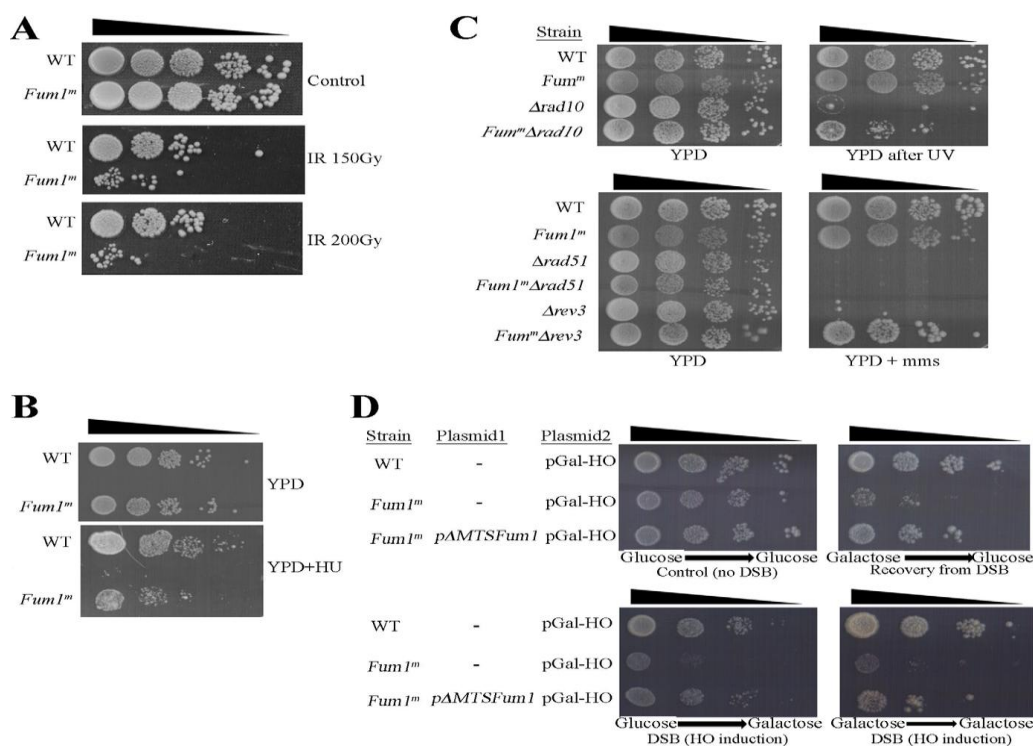 A
WT
Fum1ᵐ
Control
WT
Fum1ᵐ
IR 150Gy
WT
Fum1ᵐ
IR 200Gy
B
WT
Fum1ᵐ
YPD
WT
Fum1ᵐ
YPD+HU
C
Strain
WT
Fumᵐ
Δrad10
FumᵐΔrad10
YPD
YPD after UV
WT
Fum1ᵐ
Δrad51
Fum1ᵐΔrad51
Δrev3
FumᵐΔrev3
YPD
YPD + mms
D
Strain Plasmid1 Plasmid2
WT - pGal-HO
Fum1ᵐ - pGal-HO
Fum1ᵐ pΔMTSFum1 pGal-HO
Glucose Glucose
Control (no DSB)
Galactose Glucose
Recovery from DSB
WT - pGal-HO
Fum1ᵐ - pGal-HO
Fum1ᵐ pΔMTSFum1 pGal-HO
Glucose Galactose
DSB (HO induction)
Galactose Galactose
DSB (HO induction)